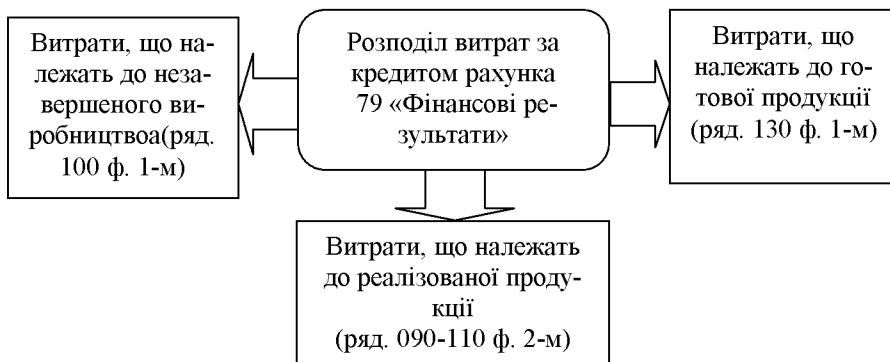 Витрати, що на-
лежать до неза-
вершеного ви-
робництвоа(ряд.
100 ф. 1-м)
Розподіл витрат за
кредитом рахунка
79 «Фінансові ре-
зультати»
Витрати, що
належать до го-
тової продукції
(ряд. 130 ф. 1-м)
Витрати, що належать
до реалізованої проду-
кції
(ряд. 090-110 ф. 2-м)